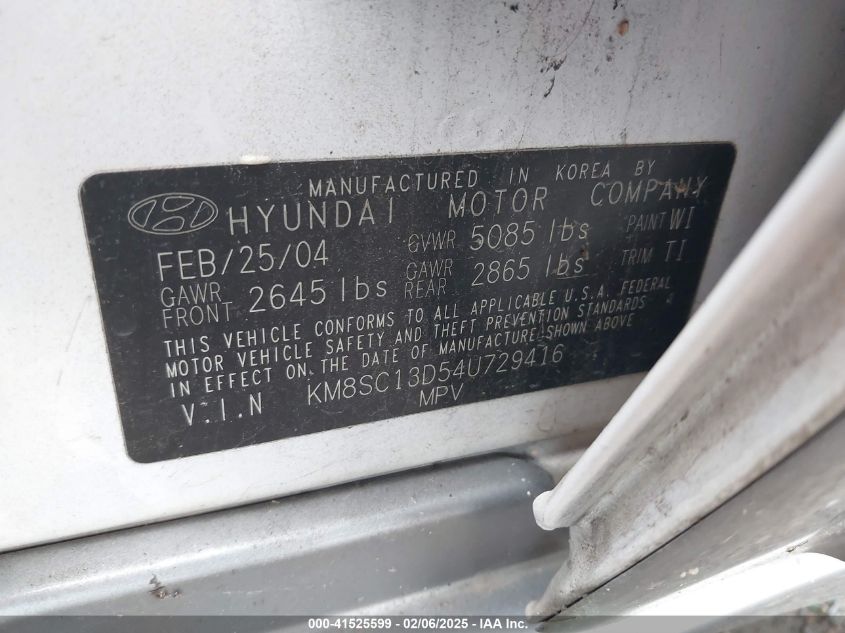 MANUFACTURED IN KOREA BY
HYUNDAI MOTOR COMPANY
FEB/25/04 GVWR 5085 lbs PAINT WI
GAWR FRONT 2645 lbs GAWR REAR 2865 lbs TRIM TI
THIS VEHICLE CONFORMS TO ALL APPLICABLE U.S.A. FEDERAL
MOTOR VEHICLE SAFETY AND THEFT PREVENTION STANDARDS
IN EFFECT ON THE DATE OF MANUFACTURE SHOWN ABOVE
V.I.N KM8SC13D54U729416
MPV
000-41525599 - 02/06/2025 - IAA Inc.